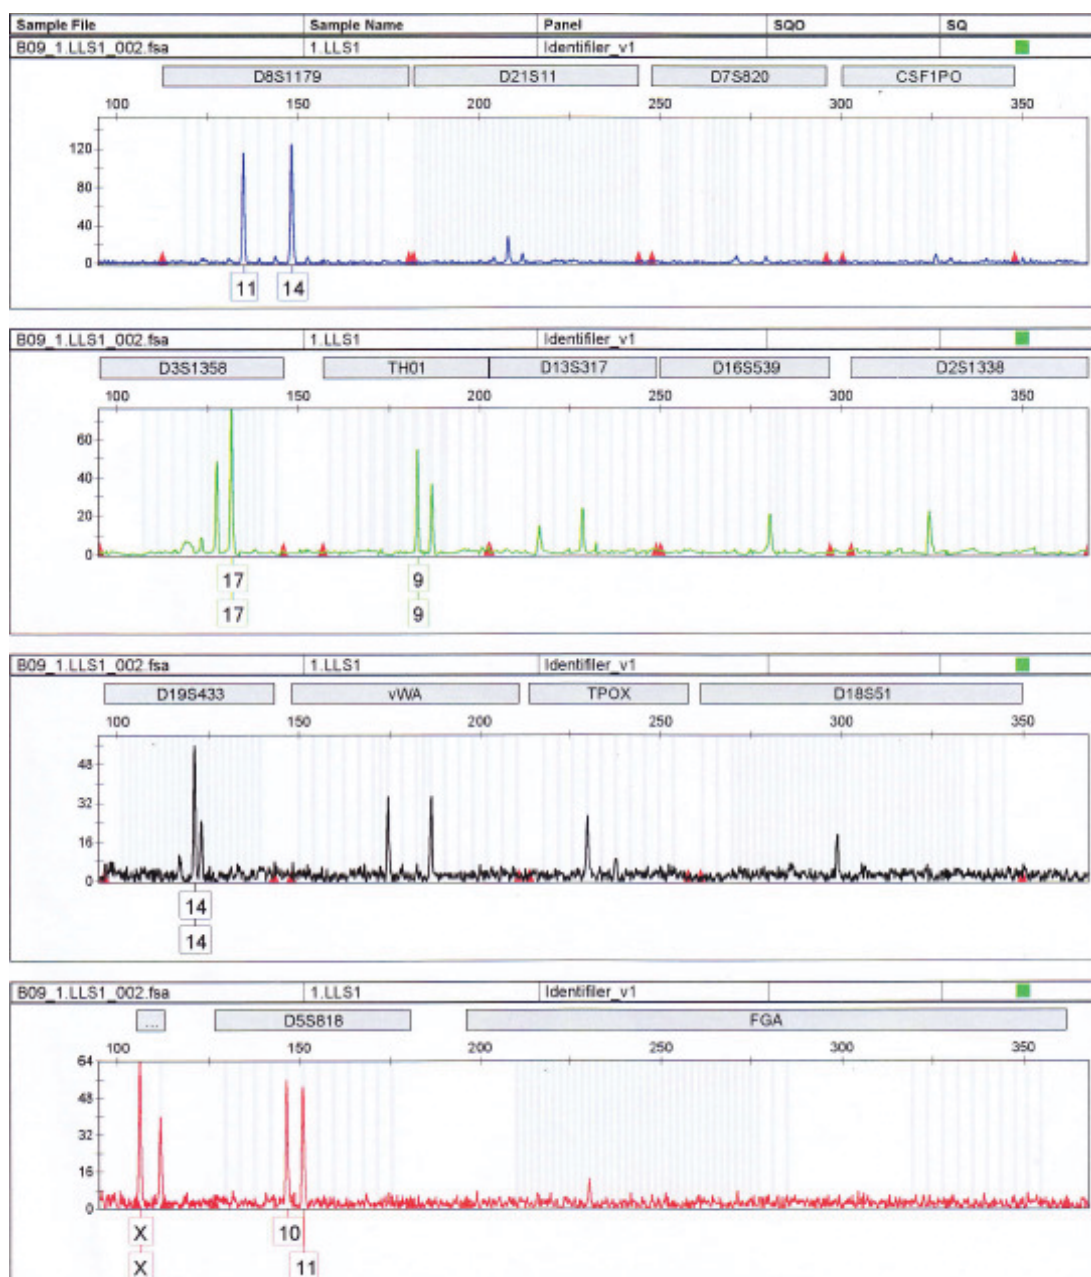 Sample File Sample Name Panel SQO SQ
B09_1.LLS1_002.fsa 1.LLS1 Identifiler_v1
D8S1179 D21S11 D7S820 CSF1PO
100 150 200 250 300 350
120
80
40
0
11 14
B09_1.LLS1_002.fsa 1.LLS1 Identifiler_v1
D3S1358 TH01 D13S317 D16S539 D2S1338
100 150 200 250 300 350
60
40
20
0
17 9
17 9
B09_1.LLS1_002.fsa 1.LLS1 Identifiler_v1
D19S433 vWA TPOX D18S51
100 150 200 250 300 350
48
32
16
0
14
14
B09_1.LLS1_002.fsa 1.LLS1 Identifiler_v1
... D5S818 FGA
100 150 200 250 300 350
64
48
32
16
0
X 10
X 11